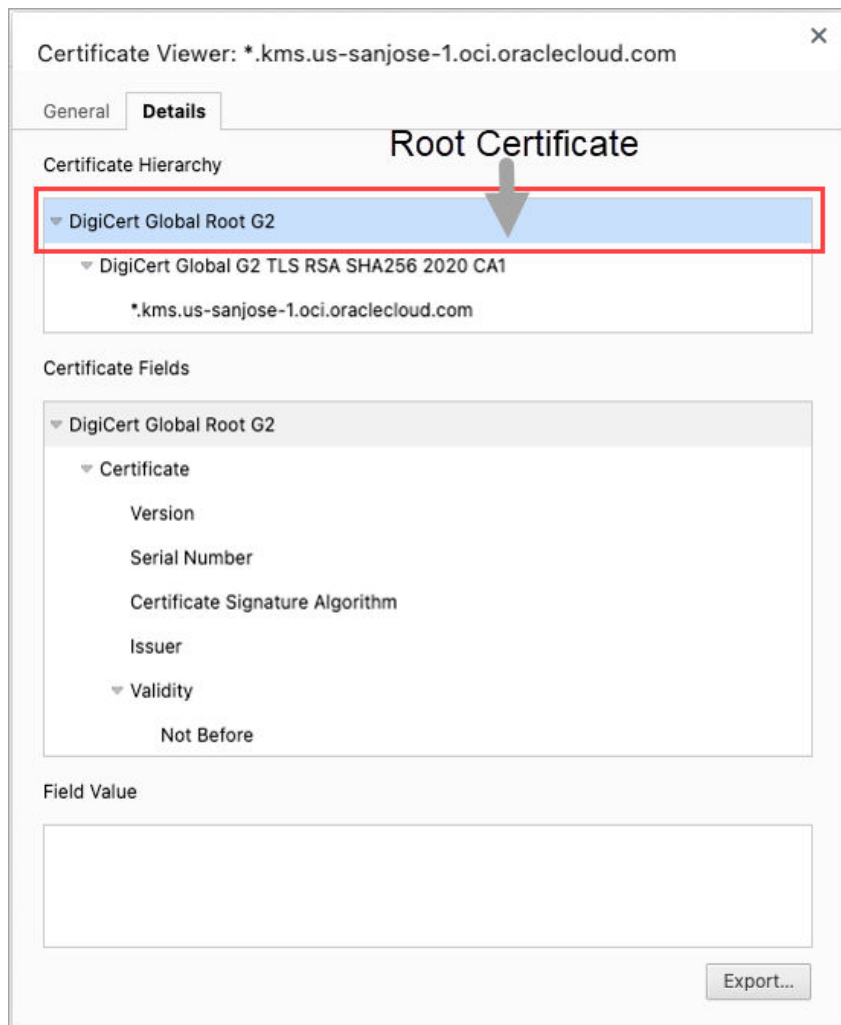 Certificate Viewer: *.kms.us-sanjose-1.oci.oraclecloud.com
General
Details
Root Certificate
Certificate Hierarchy
DigiCert Global Root G2
DigiCert Global G2 TLS RSA SHA256 2020 CA1
*.kms.us-sanjose-1.oci.oraclecloud.com
Certificate Fields
DigiCert Global Root G2
Certificate
Version
Serial Number
Certificate Signature Algorithm
Issuer
Validity
Not Before
Field Value
Export...